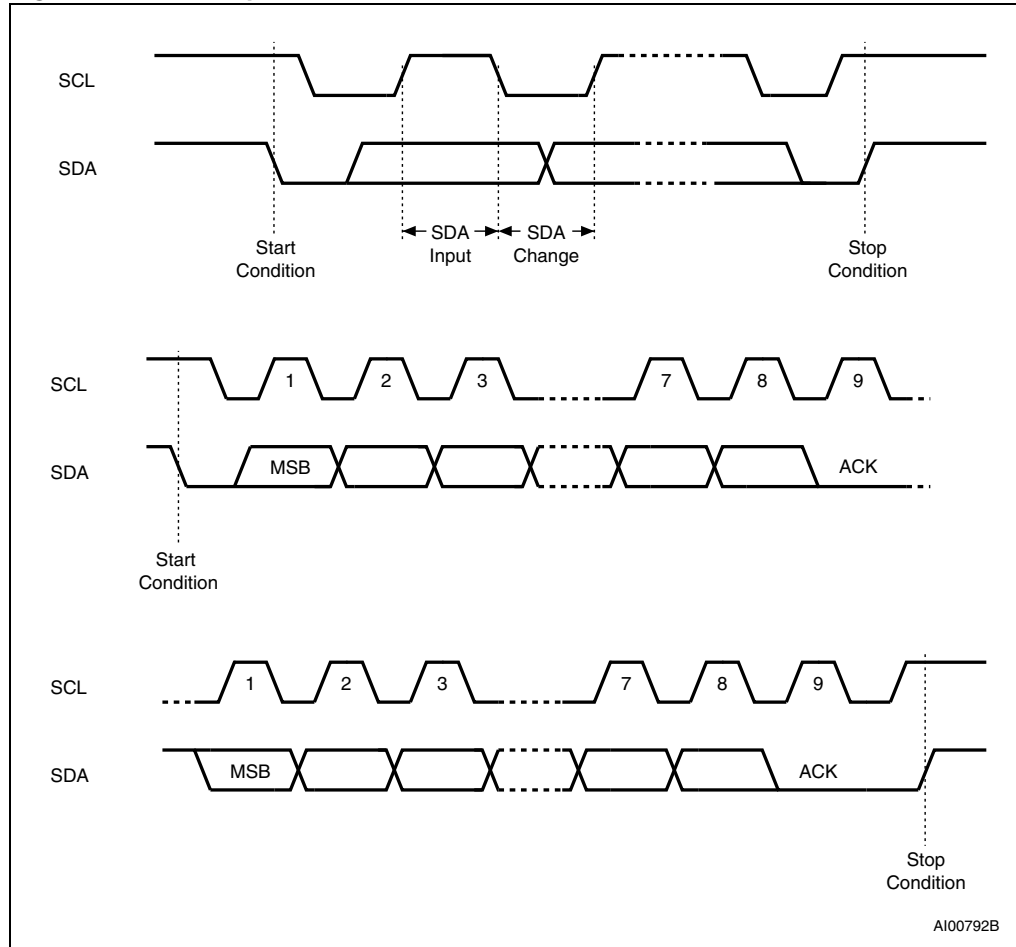 SCL
SDA
SDA
Input
SDA
Change
Start
Condition
Stop
Condition
SCL
1
2
3
7
8
9
SDA
MSB
ACK
Start
Condition
SCL
1
2
3
7
8
9
SDA
MSB
ACK
Stop
Condition
AI00792B